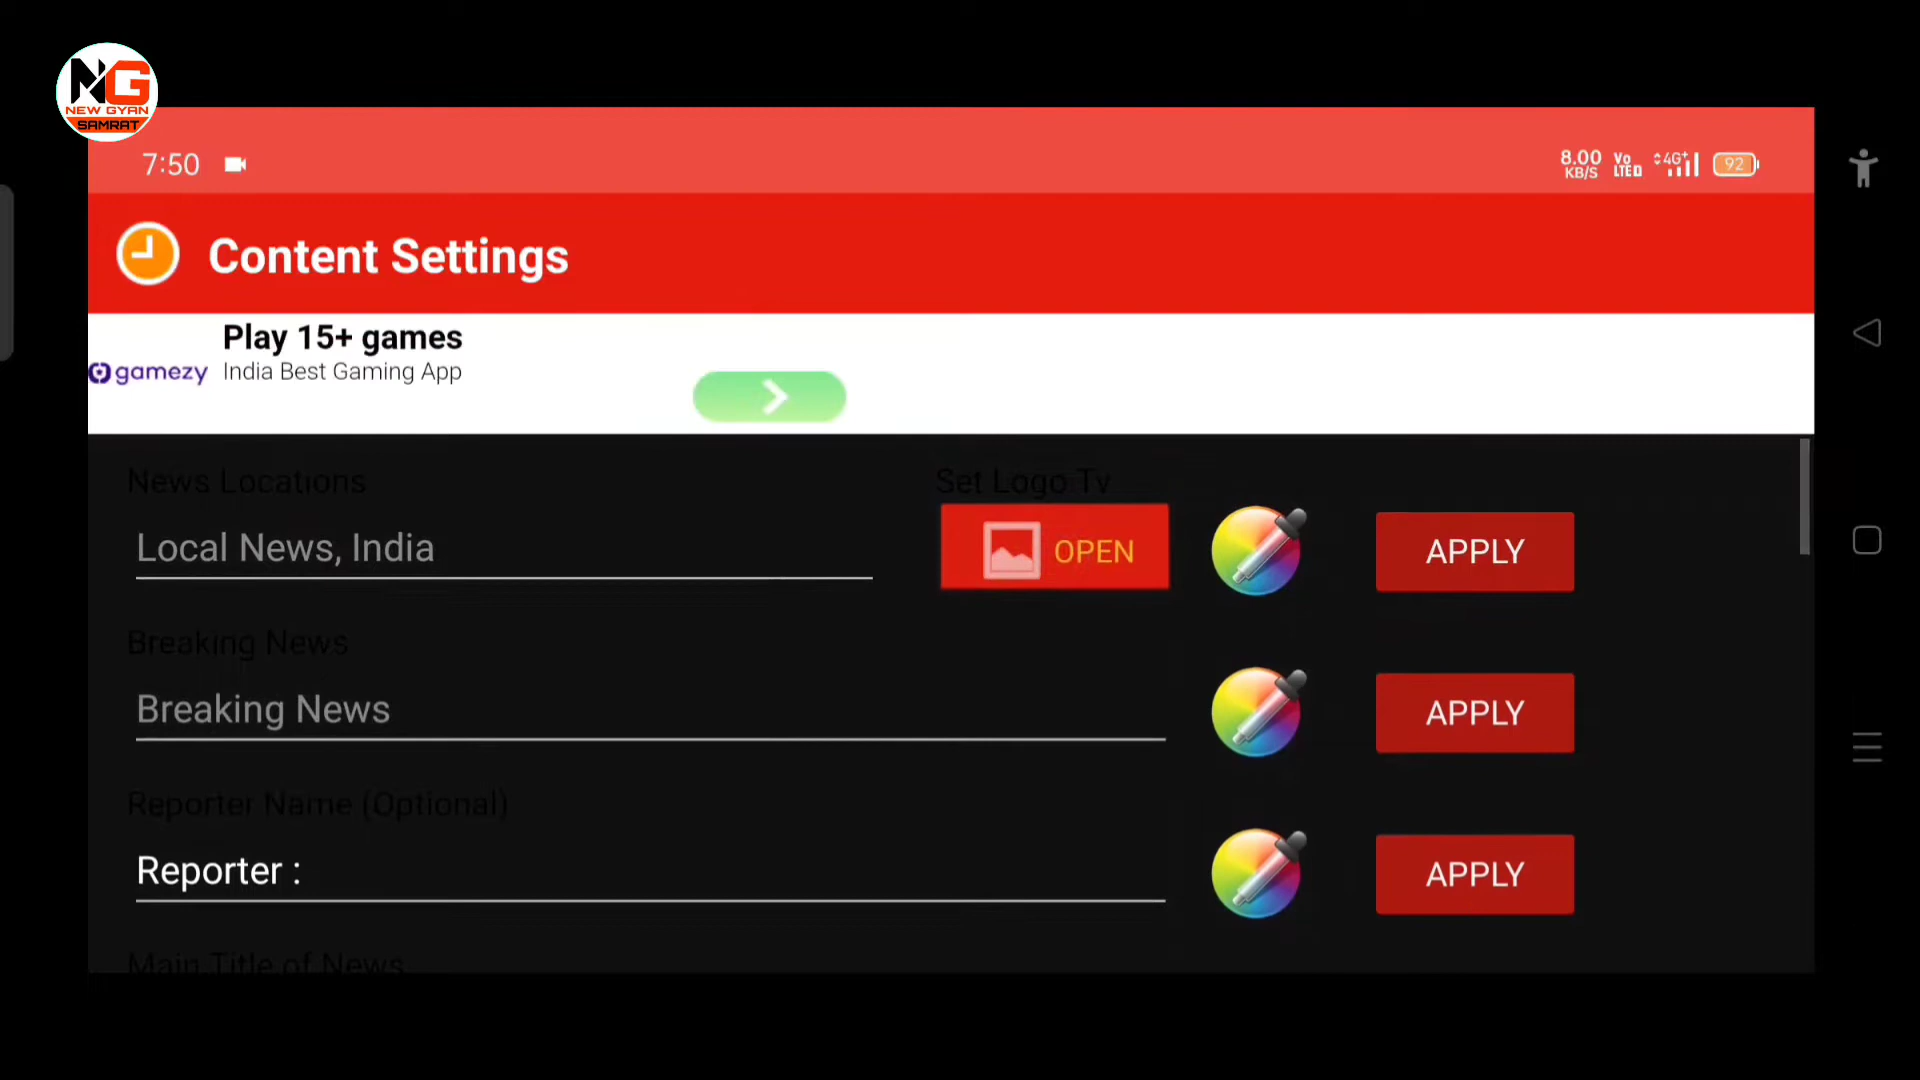 NG
NEW GYAN
SAMRAT
7:50
8.00 KB/S Vo LTE 4G+ 92
Content Settings
Play 15+ games
gamezy India Best Gaming App
News Locations
Set Logo Tv
Local News, India
OPEN
APPLY
Breaking News
Breaking News
APPLY
Reporter Name (Optional)
Reporter :
APPLY
Main Title of News